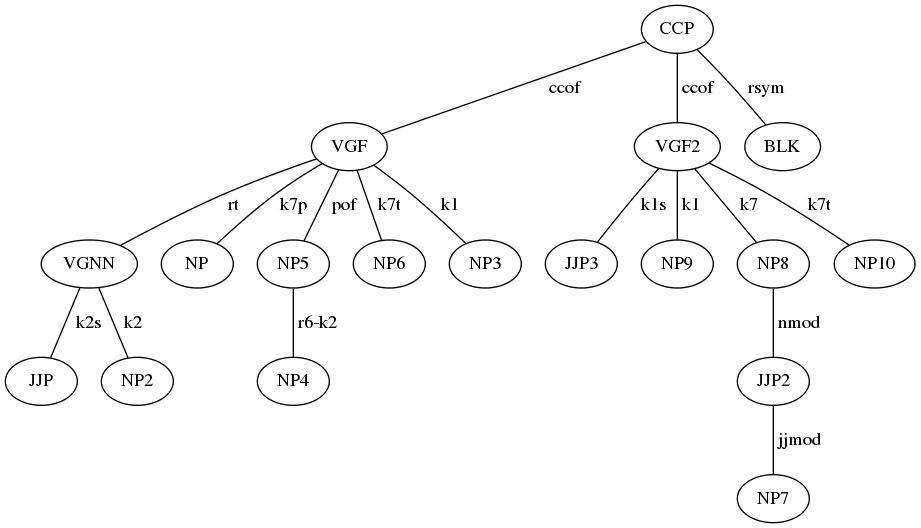 CCP
ccof ccof rsym
VGF VGF2 BLK
rt k7p pof k7t k1 k1s k1 k7 k7t
VGNN NP NP5 NP6 NP3 JJP3 NP9 NP8 NP10
k2s k2 r6-k2 nmod
JJP NP2 NP4 JJP2
jjmod
NP7